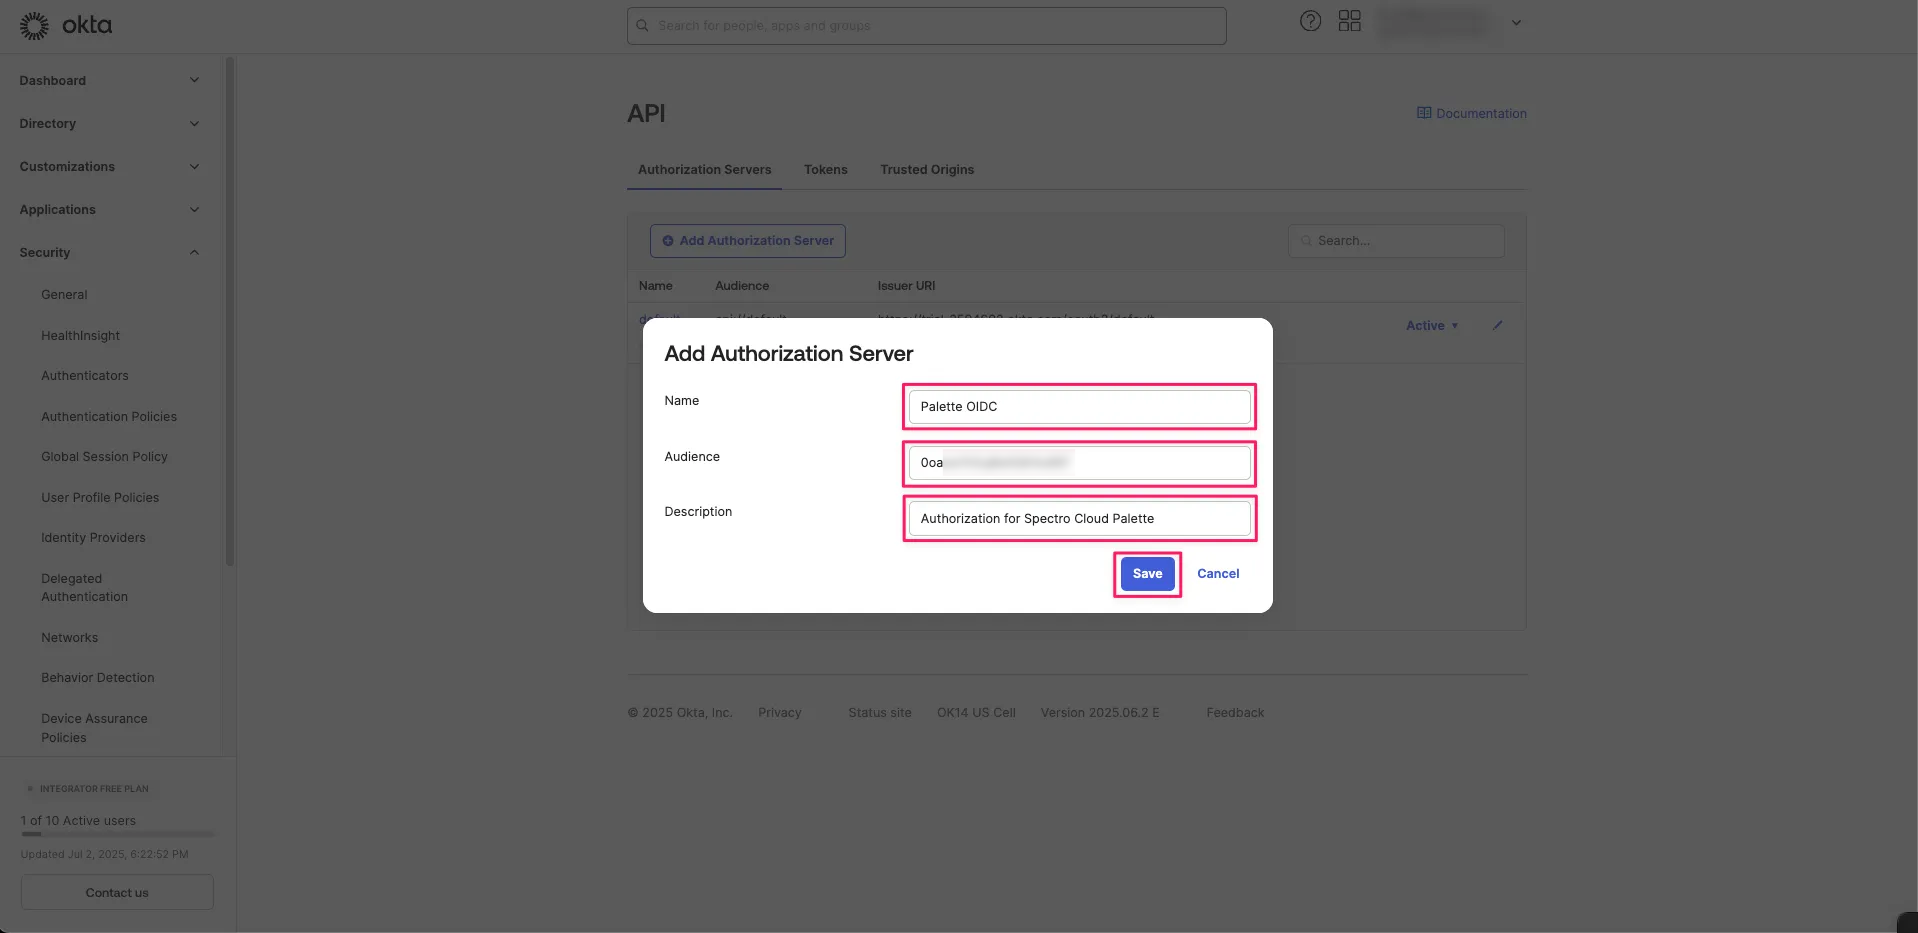 okta
Search for people, apps and groups
Dashboard
Directory
Customizations
Applications
Security
General
HealthInsight
Authenticators
Authentication Policies
Global Session Policy
User Profile Policies
Identity Providers
Delegated
Authentication
Networks
Behavior Detection
Device Assurance
Policies
INTEGRATOR FREE PLAN
1 of 10 Active users
Updated Jul 2, 2025, 6:22:52 PM
Contact us
API
Documentation
Authorization Servers Tokens Trusted Origins
Add Authorization Server
Search...
Name Audience Issuer URI
default api://default
Active
Add Authorization Server
Name
Palette OIDC
Audience
0oa
Description
Authorization for Spectro Cloud Palette
Save Cancel
© 2025 Okta, Inc. Privacy Status site OK14 US Cell Version 2025.06.2 E Feedback